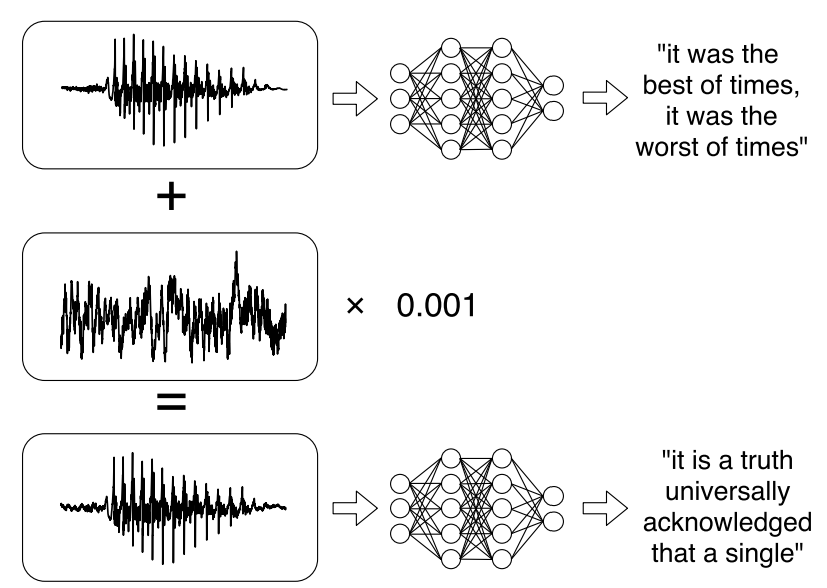 "it was the
best of times,
it was the
worst of times"
+
× 0.001
=
"it is a truth
universally
acknowledged
that a single"